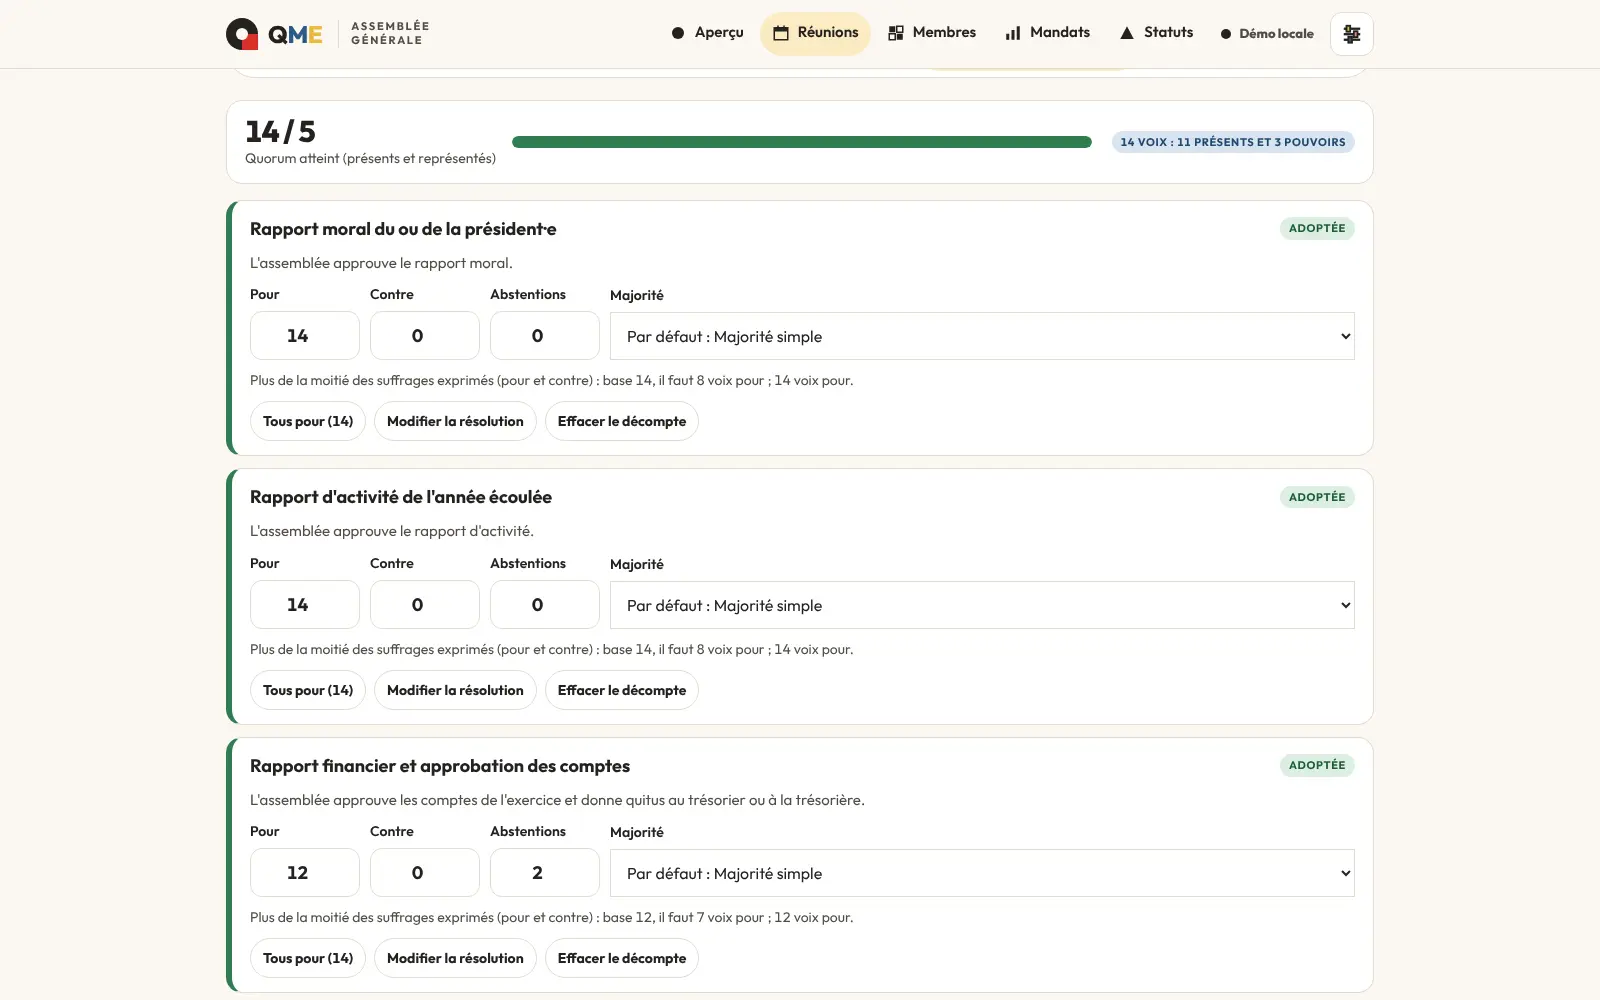 QME
ASSEMBLÉE
GÉNÉRALE
Aperçu
Réunions
Membres
Mandats
Statuts
Démo locale
14 / 5
Quorum atteint (présents et représentés)
14 VOIX : 11 PRÉSENTS ET 3 POUVOIRS
Rapport moral du ou de la président·e
ADOPTÉE
L'assemblée approuve le rapport moral.
Pour
Contre
Abstentions
Majorité
14
0
0
Par défaut : Majorité simple
Plus de la moitié des suffrages exprimés (pour et contre) : base 14, il faut 8 voix pour ; 14 voix pour.
Tous pour (14)
Modifier la résolution
Effacer le décompte
Rapport d'activité de l'année écoulée
ADOPTÉE
L'assemblée approuve le rapport d'activité.
Pour
Contre
Abstentions
Majorité
14
0
0
Par défaut : Majorité simple
Plus de la moitié des suffrages exprimés (pour et contre) : base 14, il faut 8 voix pour ; 14 voix pour.
Tous pour (14)
Modifier la résolution
Effacer le décompte
Rapport financier et approbation des comptes
ADOPTÉE
L'assemblée approuve les comptes de l'exercice et donne quitus au trésorier ou à la trésorière.
Pour
Contre
Abstentions
Majorité
12
0
2
Par défaut : Majorité simple
Plus de la moitié des suffrages exprimés (pour et contre) : base 12, il faut 7 voix pour ; 12 voix pour.
Tous pour (14)
Modifier la résolution
Effacer le décompte